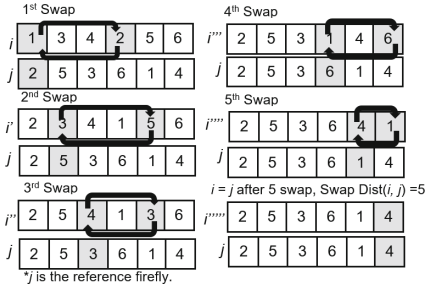 1st Swap
i 1 3 4 2 5 6
j 2 5 3 6 1 4
2nd Swap
i' 2 3 4 1 5 6
j 2 5 3 6 1 4
3rd Swap
i'' 2 5 4 1 3 6
j 2 5 3 6 1 4
*j is the reference firefly.
4th Swap
i''' 2 5 3 1 4 6
j 2 5 3 6 1 4
5th Swap
i'''' 2 5 3 6 4 1
j 2 5 3 6 1 4
i = j after 5 swap, Swap Dist(i, j) =5
i''''' 2 5 3 6 1 4
j 2 5 3 6 1 4